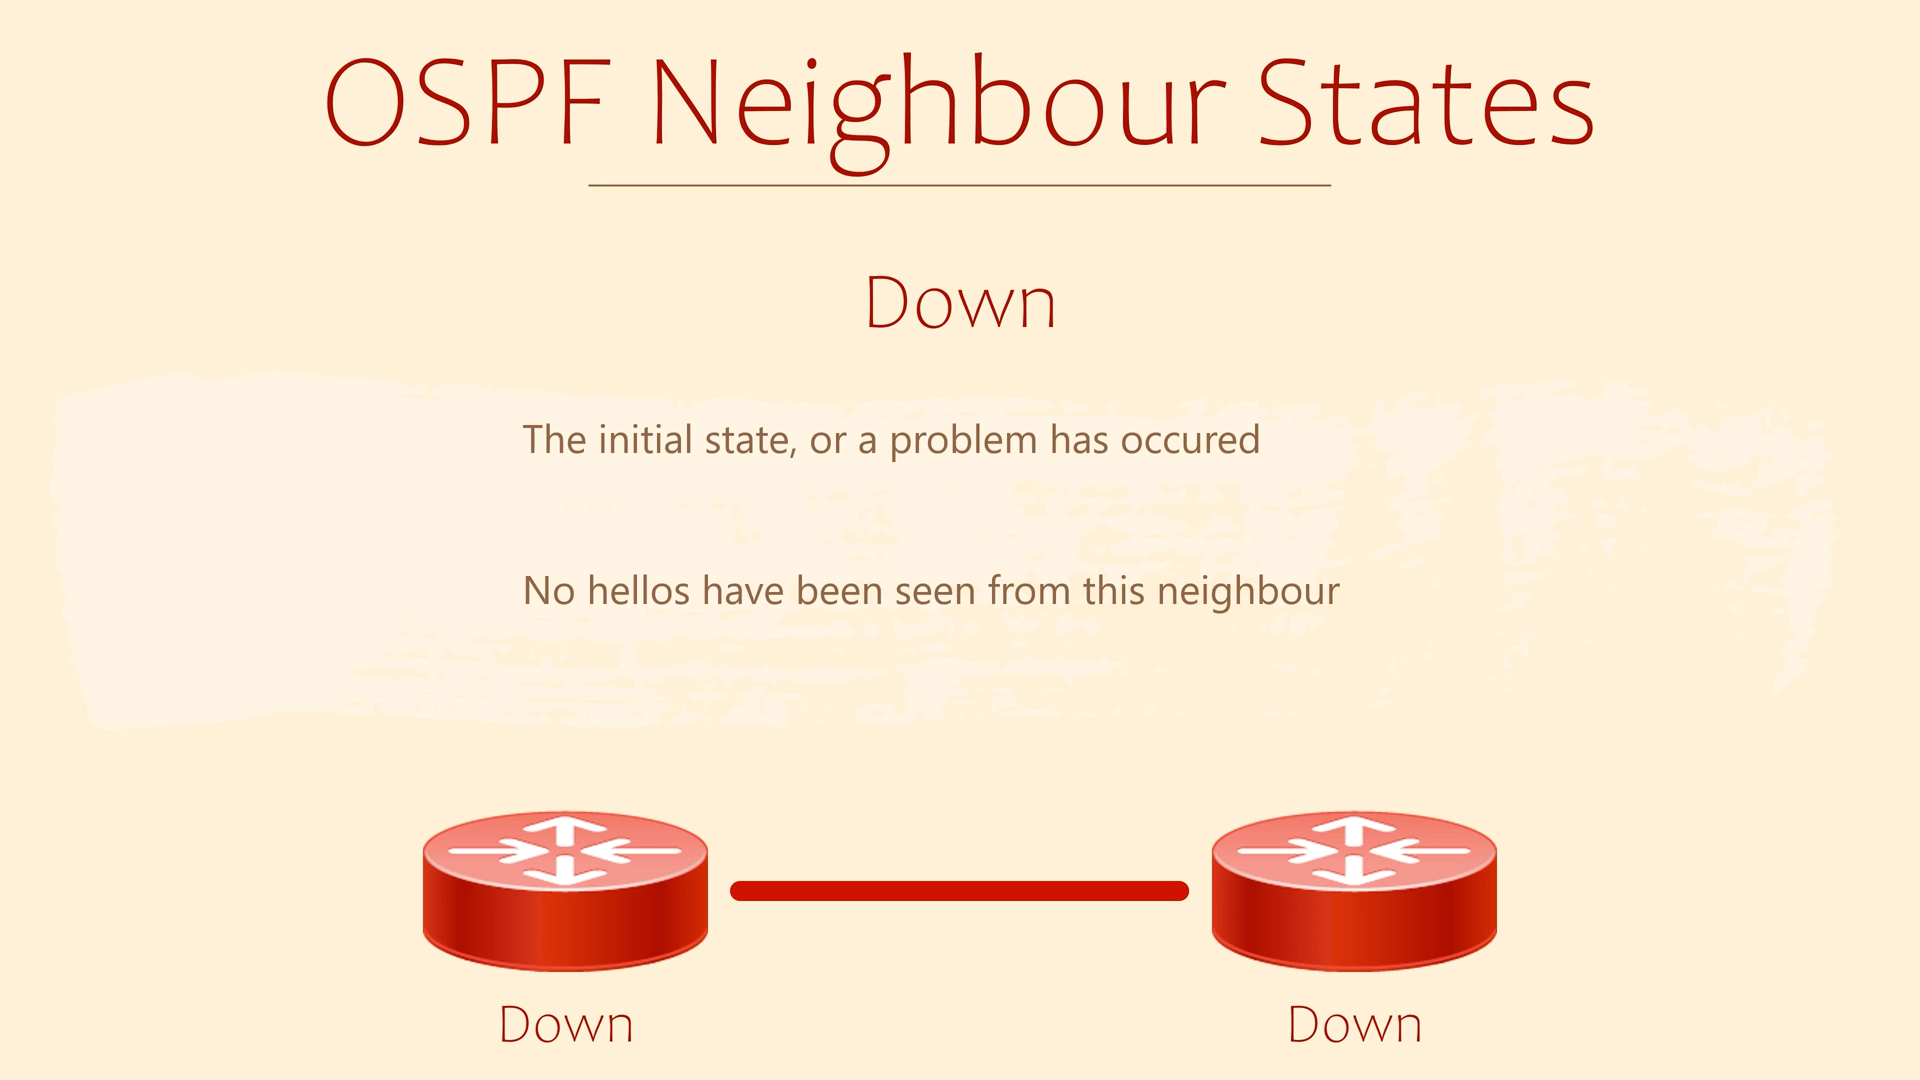 OSPF Neighbour States
Down
The initial state, or a problem has occured
No hellos have been seen from this neighbour
Down
Down